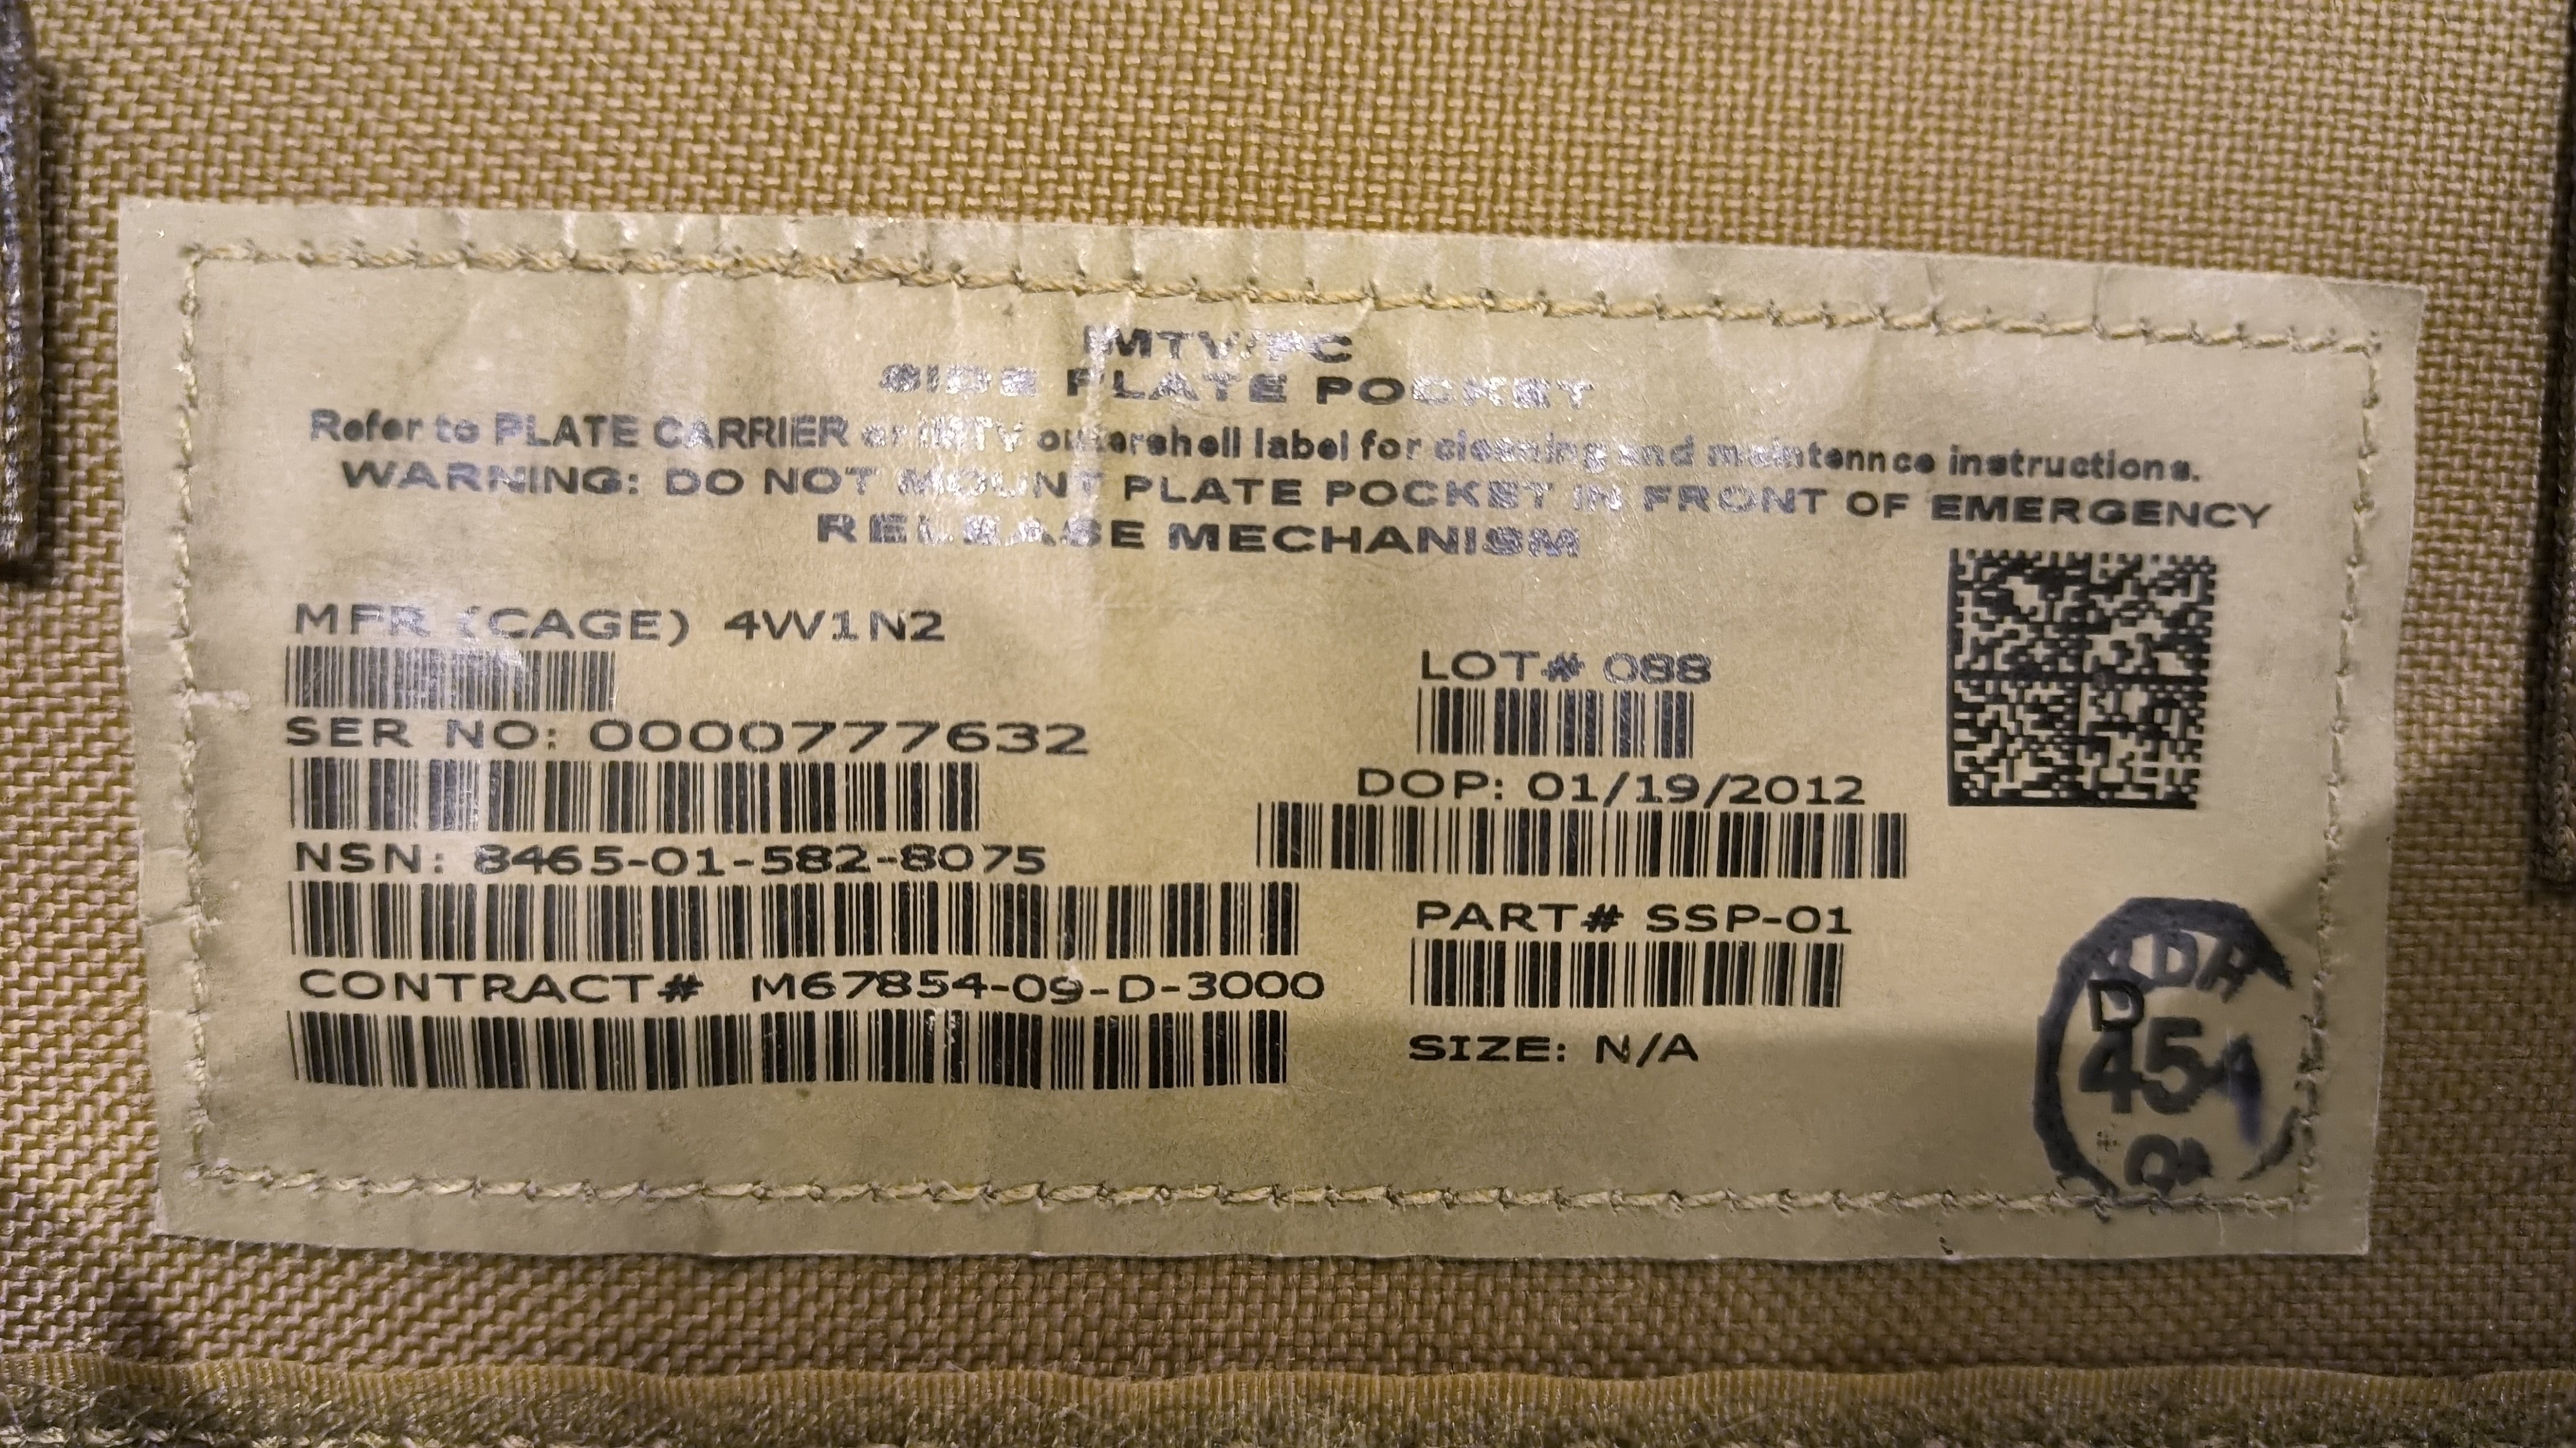 IMTV/PC
SIDE PLATE POCKET
Refer to PLATE CARRIER or IMTV outershell label for cleaning and maintennce instructions.
WARNING: DO NOT MOUNT PLATE POCKET IN FRONT OF EMERGENCY
RELEASE MECHANISM
MFR (CAGE) 4W1N2
LOT# 088
SER NO: 0000777632
DOP: 01/19/2012
NSN: 8465-01-582-8075
PART# SSP-01
CONTRACT# M67854-09-D-3000
SIZE: N/A
KDH
D
454